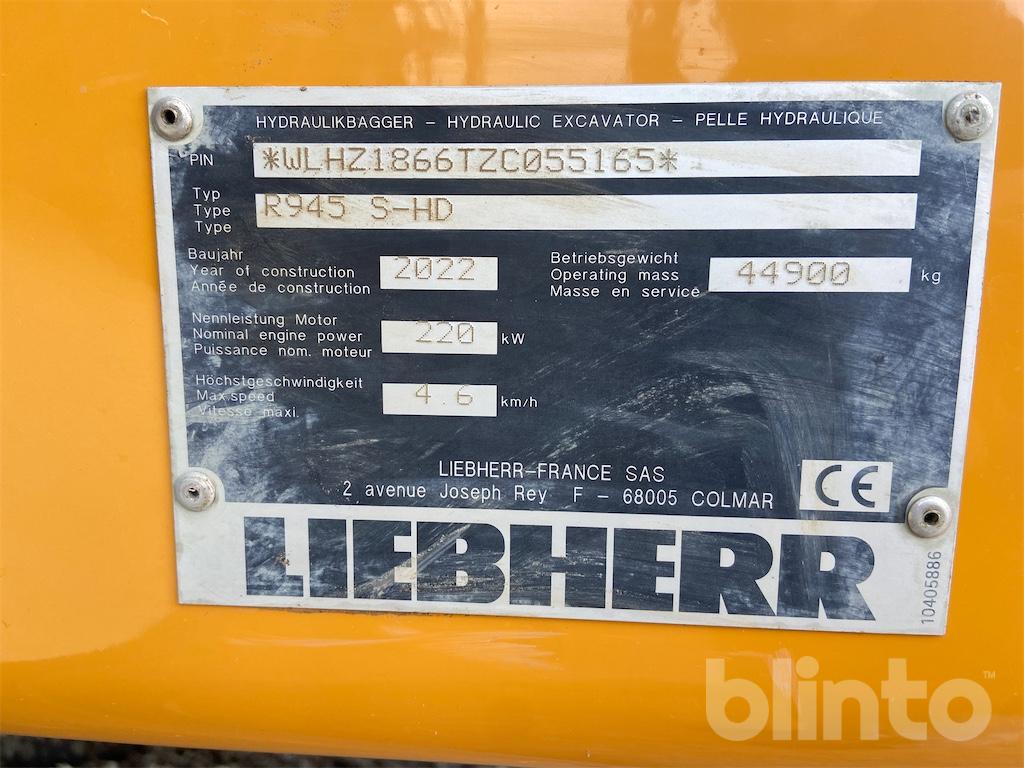 HYDRAULIKBAGGER – HYDRAULIC EXCAVATOR – PELLE HYDRAULIQUE
PIN *WLHZ1866TZC055165*
Typ
Type R945 S-HD
Type
Baujahr
Year of construction 2022
Année de construction
Betriebsgewicht
Operating mass 44900 kg
Masse en service
Nennleistung Motor
Nominal engine power 220 kW
Puissance nom. moteur
Höchstgeschwindigkeit
Max.speed 4.6 km/h
Vitesse maxi.
LIEBHERR–FRANCE SAS
2 avenue Joseph Rey F – 68005 COLMAR
CE
LIEBHERR
10405886
blinto™